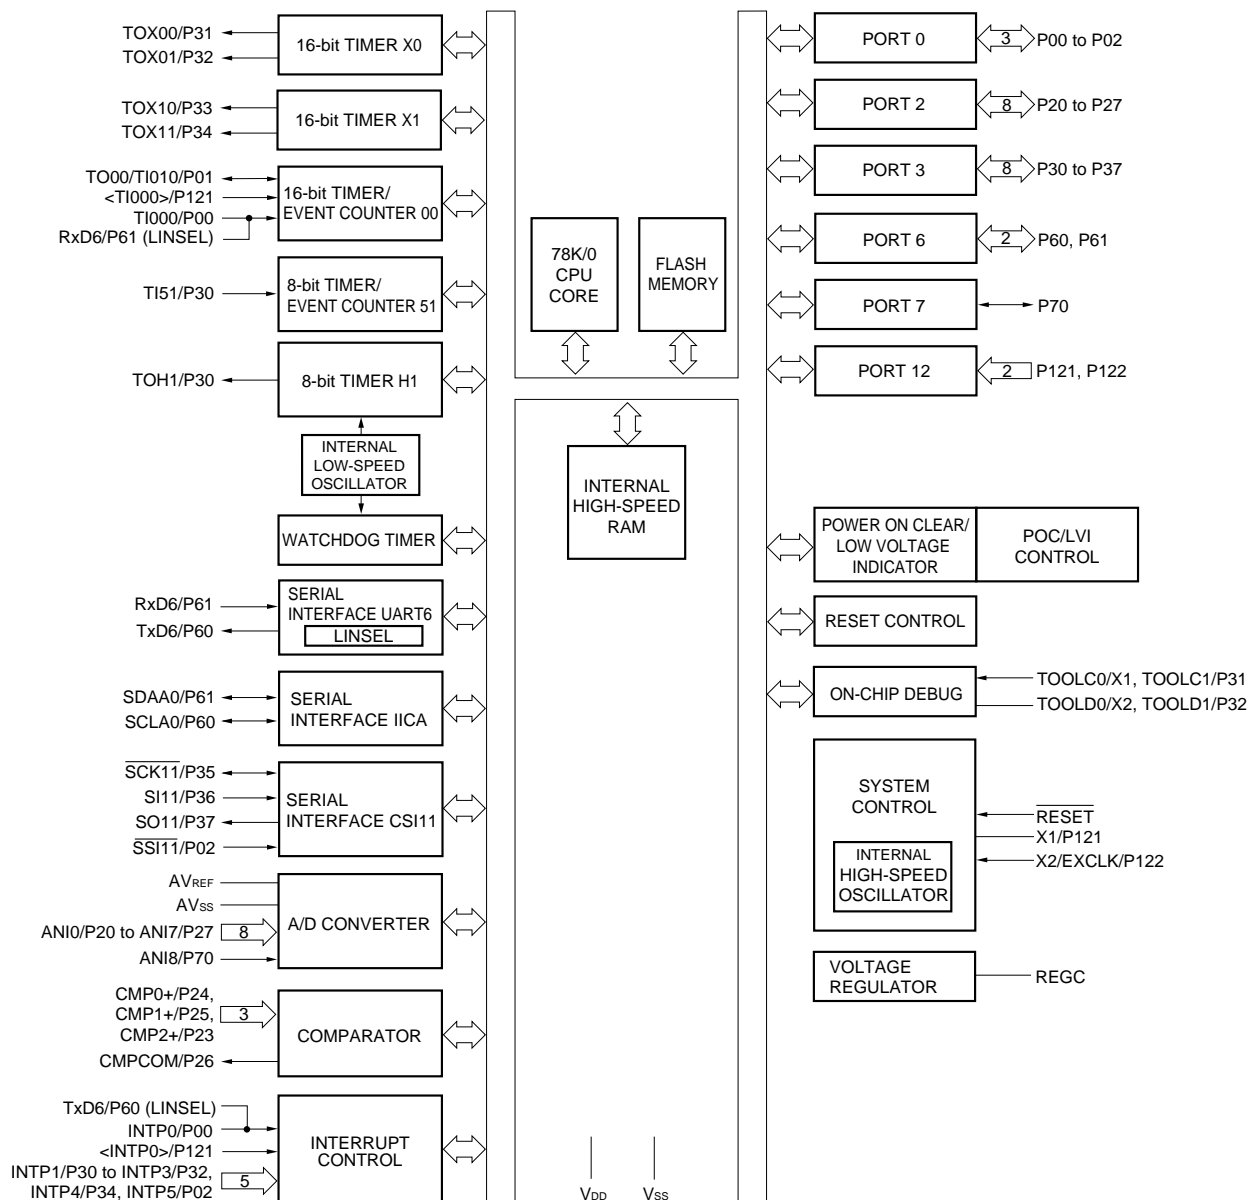 TOX00/P31
TOX01/P32
16-bit TIMER X0
TOX10/P33
TOX11/P34
16-bit TIMER X1
TO00/TI010/P01
<TI000>/P121
TI000/P00
RxD6/P61 (LINSEL)
16-bit TIMER/
EVENT COUNTER 00
TI51/P30
8-bit TIMER/
EVENT COUNTER 51
TOH1/P30
8-bit TIMER H1
INTERNAL
LOW-SPEED
OSCILLATOR
WATCHDOG TIMER
RxD6/P61
TxD6/P60
SERIAL
INTERFACE UART6
LINSEL
SDAA0/P61
SCLA0/P60
SERIAL
INTERFACE IICA
SCK11/P35
SI11/P36
SO11/P37
SSI11/P02
SERIAL
INTERFACE CSI11
AVREF
AVSS
ANI0/P20 to ANI7/P27
8
ANI8/P70
A/D CONVERTER
CMP0+/P24,
CMP1+/P25,
CMP2+/P23
3
CMPCOM/P26
COMPARATOR
TxD6/P60 (LINSEL)
INTP0/P00
<INTP0>/P121
INTP1/P30 to INTP3/P32,
INTP4/P34, INTP5/P02
5
INTERRUPT
CONTROL
78K/0
CPU
CORE
FLASH
MEMORY
INTERNAL
HIGH-SPEED
RAM
VDD
VSS
PORT 0
3
P00 to P02
PORT 2
8
P20 to P27
PORT 3
8
P30 to P37
PORT 6
2
P60, P61
PORT 7
P70
PORT 12
2
P121, P122
POWER ON CLEAR/
LOW VOLTAGE
INDICATOR
POC/LVI
CONTROL
RESET CONTROL
ON-CHIP DEBUG
TOOLC0/X1, TOOLC1/P31
TOOLD0/X2, TOOLD1/P32
SYSTEM
CONTROL
INTERNAL
HIGH-SPEED
OSCILLATOR
RESET
X1/P121
X2/EXCLK/P122
VOLTAGE
REGULATOR
REGC